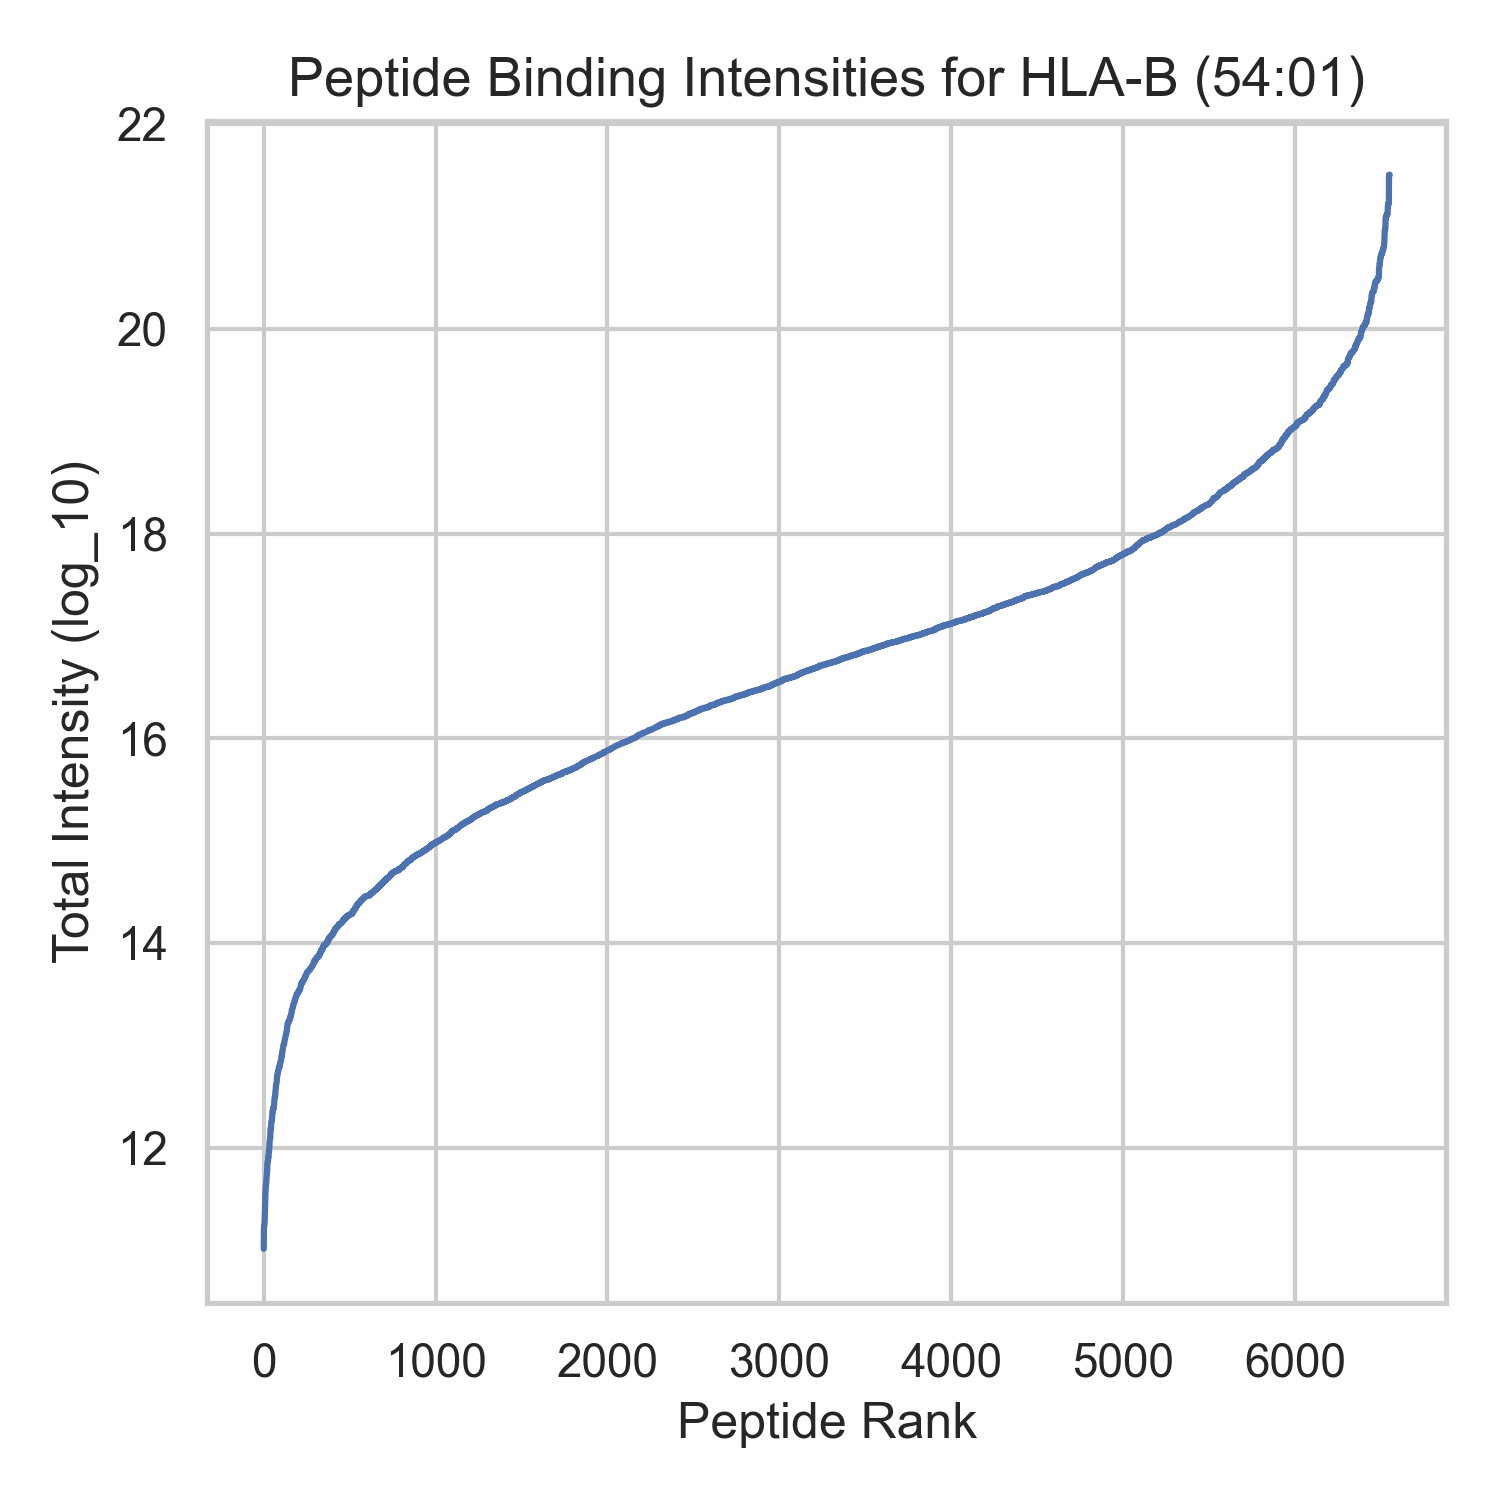 Peptide Binding Intensities for HLA-B (54:01)
22
20
18
16
14
12
Total Intensity (log_10)
0 1000 2000 3000 4000 5000 6000
Peptide Rank